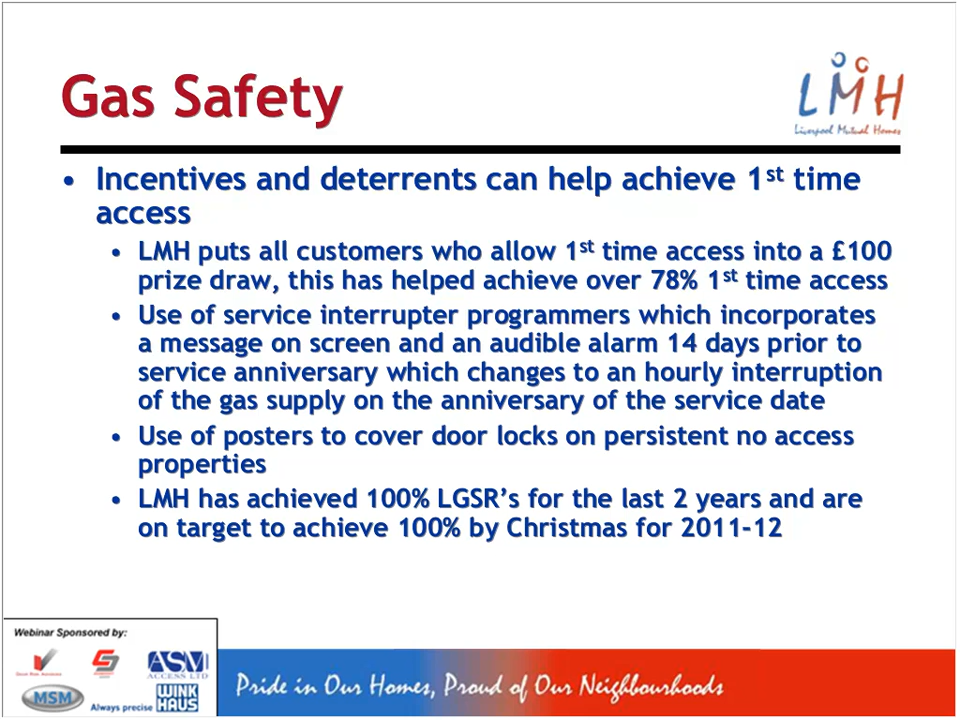 Gas Safety
LMH
Liverpool Mutual Homes
• Incentives and deterrents can help achieve 1st time
access
• LMH puts all customers who allow 1st time access into a £100
prize draw, this has helped achieve over 78% 1st time access
• Use of service interrupter programmers which incorporates
a message on screen and an audible alarm 14 days prior to
service anniversary which changes to an hourly interruption
of the gas supply on the anniversary of the service date
• Use of posters to cover door locks on persistent no access
properties
• LMH has achieved 100% LGSR’s for the last 2 years and are
on target to achieve 100% by Christmas for 2011-12
Webinar Sponsored by:
ASM
ACCESS LTD
MSM
Always precise
WINK
HAUS
Pride in Our Homes, Proud of Our Neighbourhoods